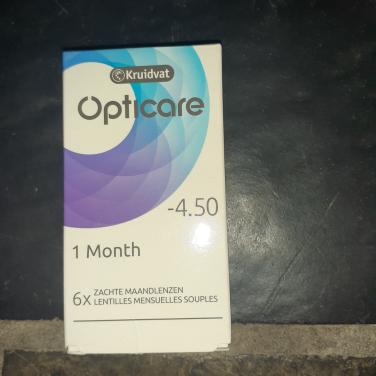 Kruidvat
Opticare
-4.50
1 Month
6x ZACHTE MAANDLENZEN
LENTILLES MENSUELLES SOUPLES